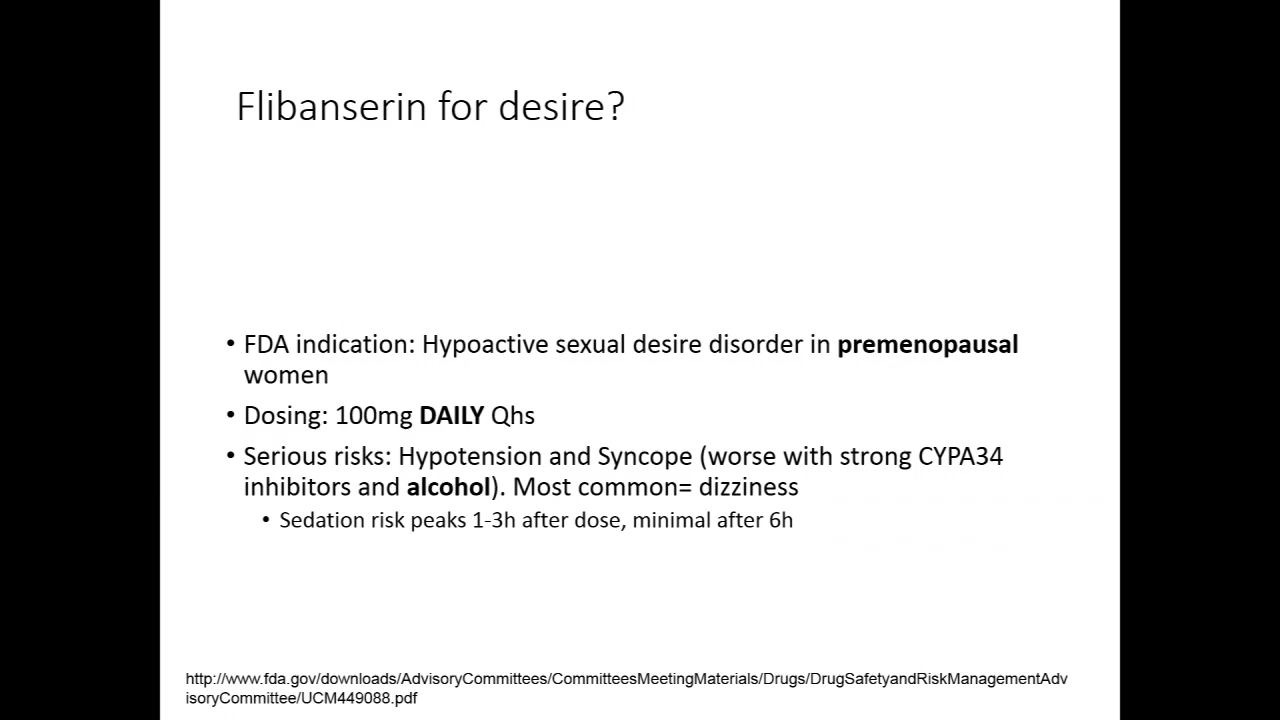 Flibanserin for desire?
• FDA indication: Hypoactive sexual desire disorder in premenopausal
women
• Dosing: 100mg DAILY Qhs
• Serious risks: Hypotension and Syncope (worse with strong CYPA34
inhibitors and alcohol). Most common= dizziness
• Sedation risk peaks 1-3h after dose, minimal after 6h
http://www.fda.gov/downloads/AdvisoryCommittees/CommitteesMeetingMaterials/Drugs/DrugSafetyandRiskManagementAdv
isoryCommittee/UCM449088.pdf